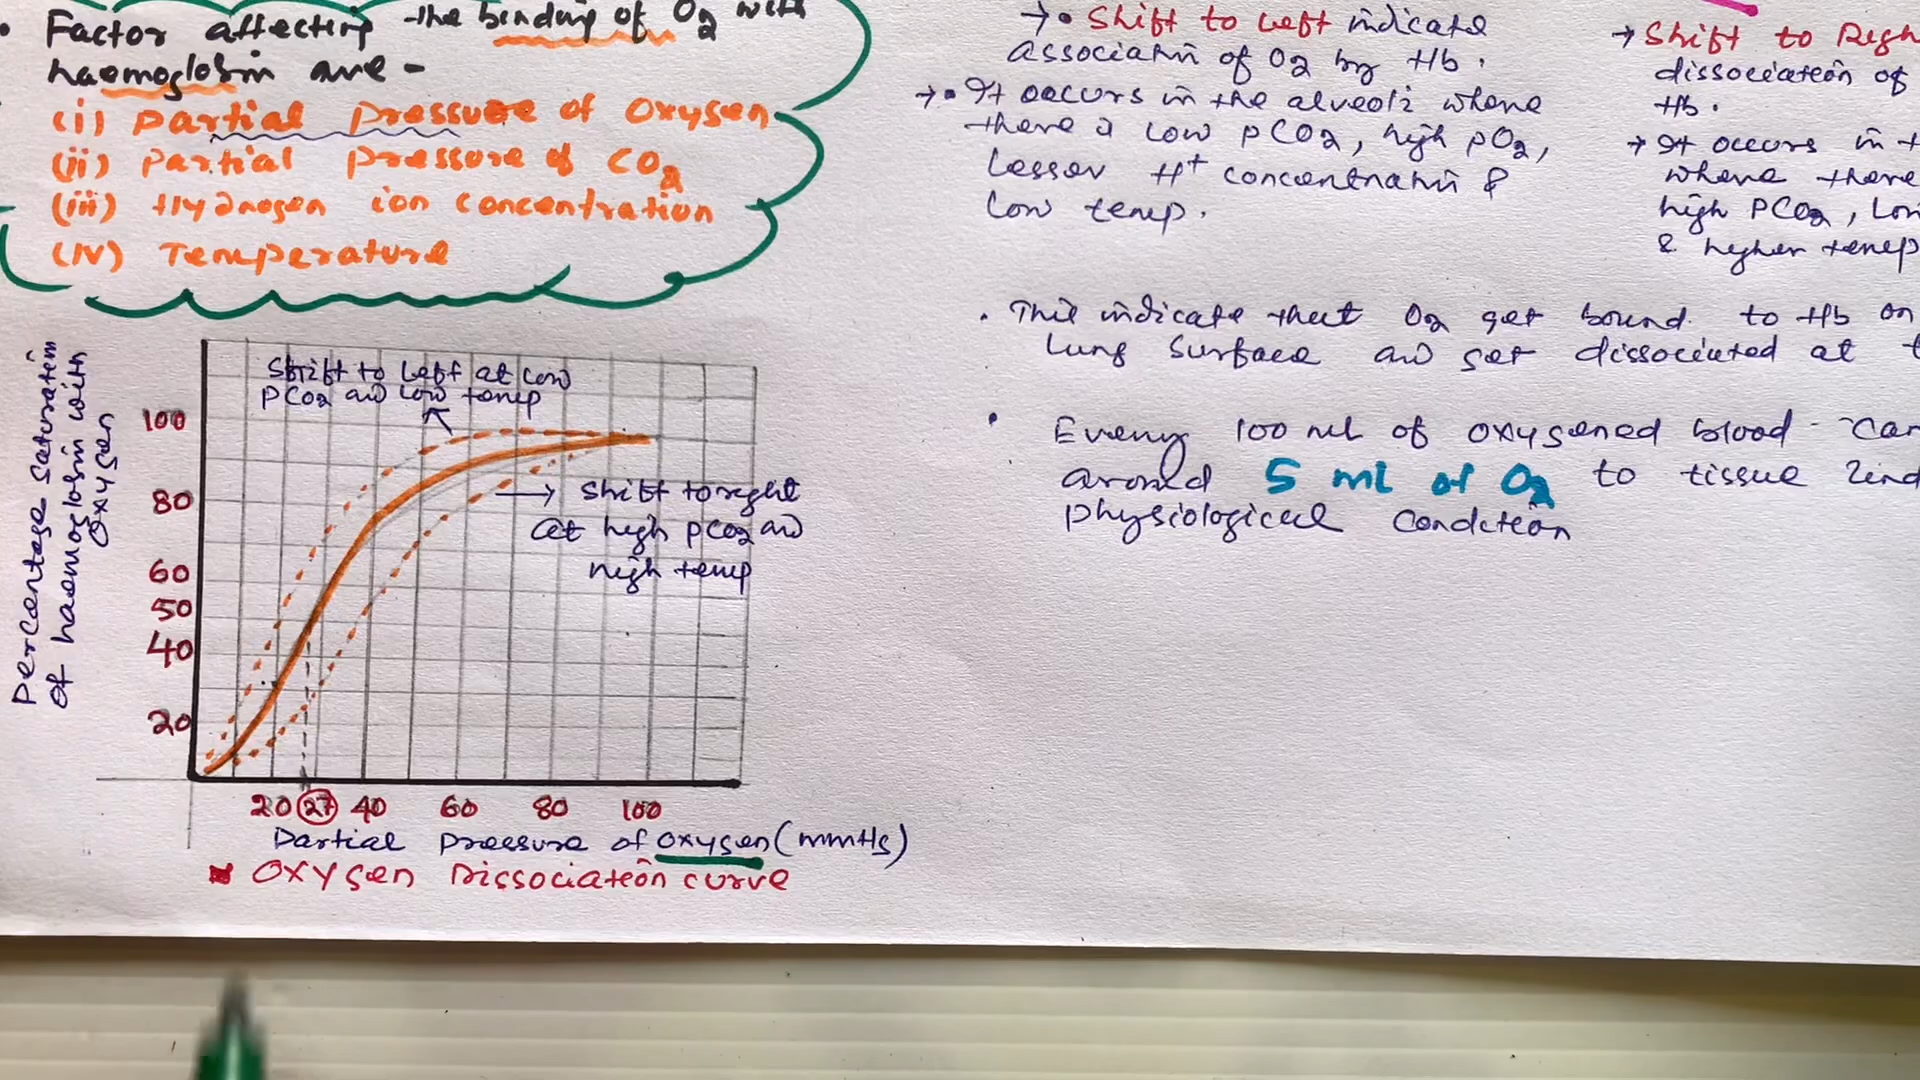 • Factor affecting the binding of O2 with
haemoglobin are -
(i) Partial Pressure of Oxygen
(ii) Partial Pressure of CO2
(iii) Hydrogen ion concentration
(iv) Temperature
Percentage saturation
of haemoglobin with
Oxygen
Shift to Left at Low
PCO2 and Low temp
100
80
60
50
40
20
→ Shift to right
at high pCO2 and
high temp
20 27 40 60 80 100
Partial pressure of oxygen (mmHg)
Oxygen Dissociation curve
→ • Shift to Left indicate
association of O2 by Hb.
→ • It occurs in the alveoli where
there is low pCO2, high pO2,
Lesser H+ concentration &
Low temp.
→ Shift to Righ
dissociation of
Hb.
→ It occurs in
where there
high PCO2, Low
& higher temp
• This indicate that O2 get bound to Hb on
Lung surface and get dissociated at t
• Every 100 ml of oxygened blood can
around 5 ml of O2 to tissue
physiological condition